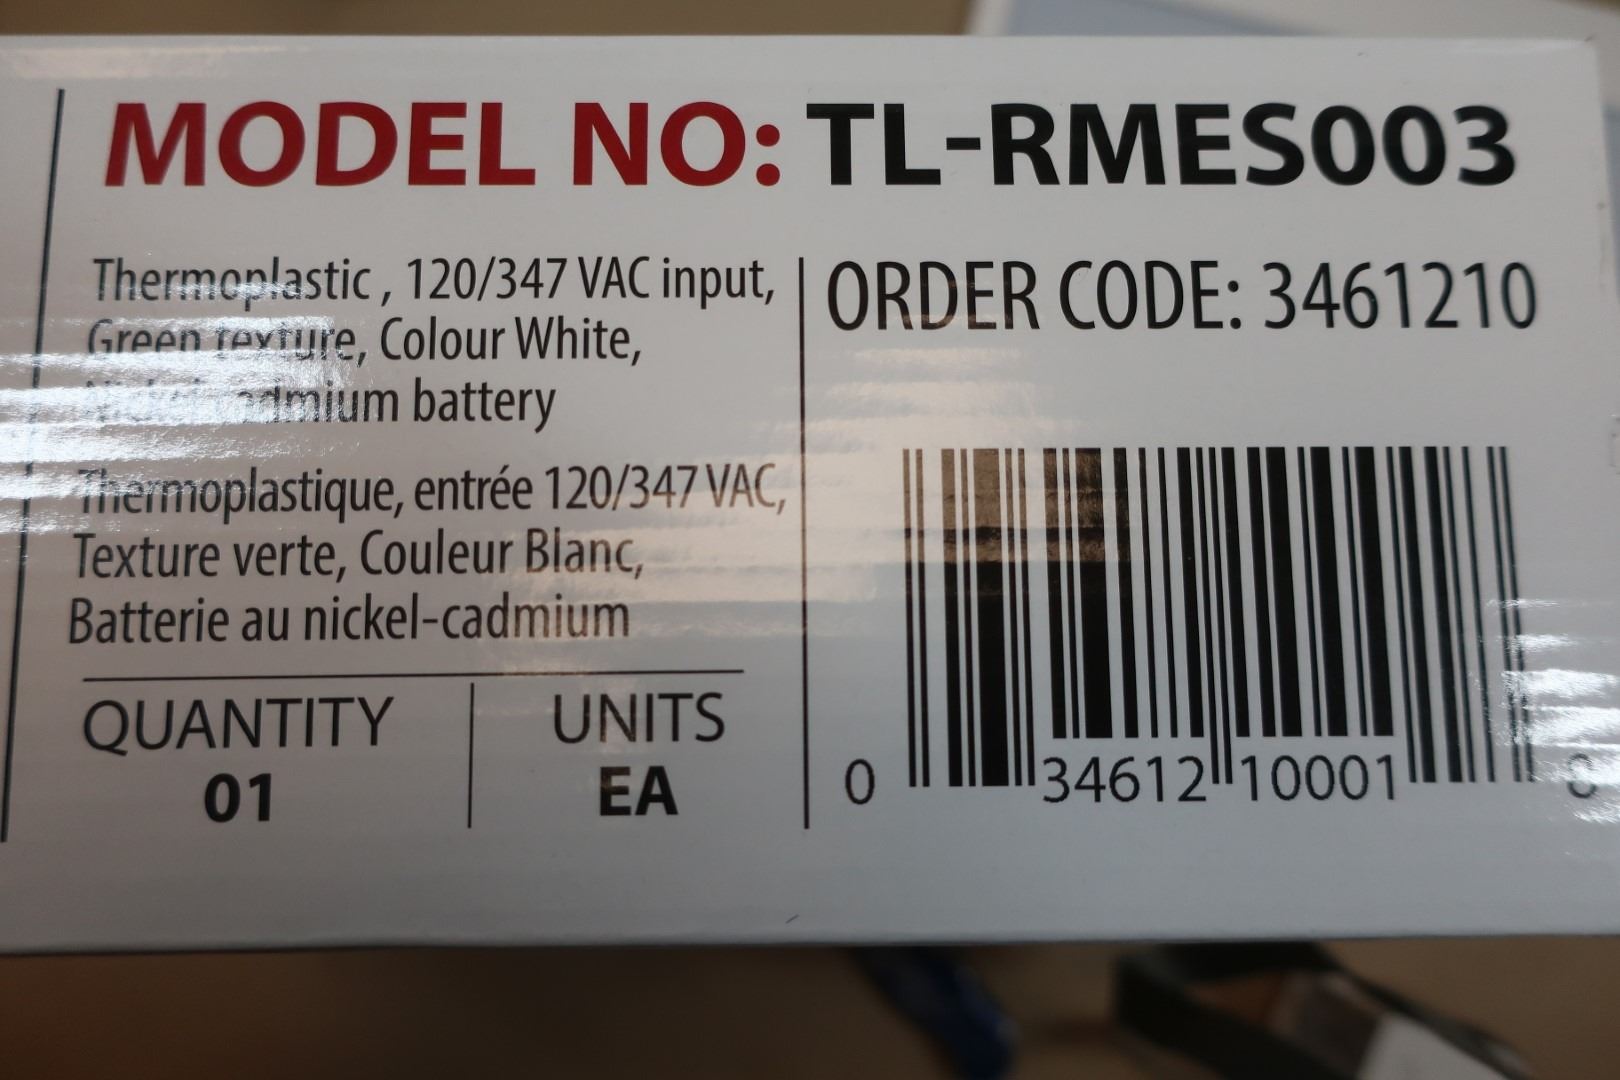 MODEL NO: TL-RMES003
Thermoplastic , 120/347 VAC input,
Green texture, Colour White,
Nickel-cadmium battery
Thermoplastique, entrée 120/347 VAC,
Texture verte, Couleur Blanc,
Batterie au nickel-cadmium
QUANTITY
01
UNITS
EA
ORDER CODE: 3461210
0 34612 10001